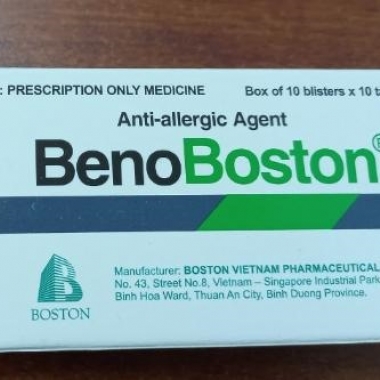 : PRESCRIPTION ONLY MEDICINE Box of 10 blisters x 10 t
Anti-allergic Agent
BenoBoston®
Manufacturer: BOSTON VIETNAM PHARMACEUTICAL
No. 43, Street No.8, Vietnam – Singapore Industrial Park
Binh Hoa Ward, Thuan An City, Binh Duong Province.
BOSTON